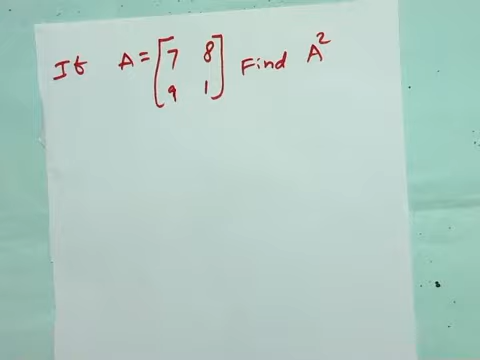 If A = [7 8] Find A²
[9 1]